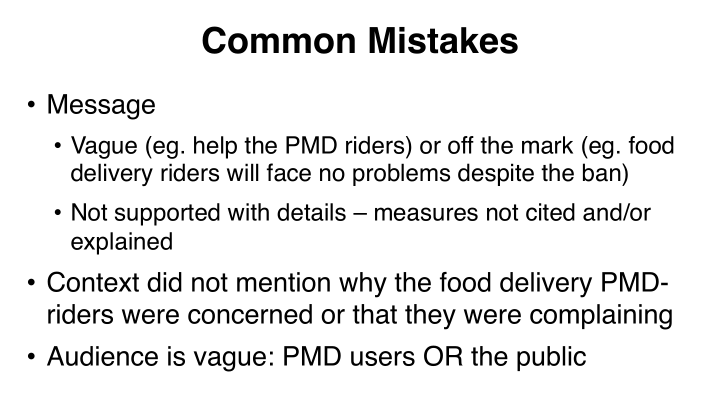 Common Mistakes
• Message
• Vague (eg. help the PMD riders) or off the mark (eg. food
delivery riders will face no problems despite the ban)
• Not supported with details – measures not cited and/or
explained
• Context did not mention why the food delivery PMD-
riders were concerned or that they were complaining
• Audience is vague: PMD users OR the public